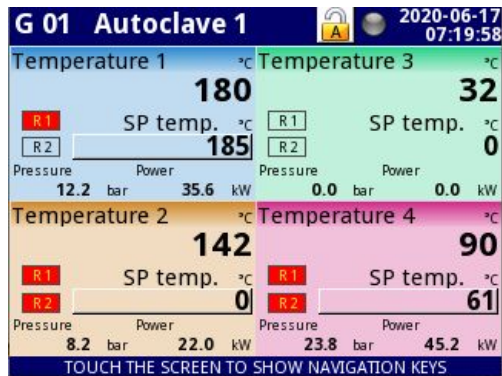 G 01 Autoclave 1 A 2020-06-17
07:19:58
Temperature 1 °C
180
R1 SP temp. °C
R2 185
Pressure Power
12.2 bar 35.6 kW
Temperature 3 °C
32
R1 SP temp. °C
R2 0
Pressure Power
0.0 bar 0.0 kW
Temperature 2 °C
142
R1 SP temp. °C
R2 0
Pressure Power
8.2 bar 22.0 kW
Temperature 4 °C
90
R1 SP temp. °C
R2 61
Pressure Power
23.8 bar 45.2 kW
TOUCH THE SCREEN TO SHOW NAVIGATION KEYS